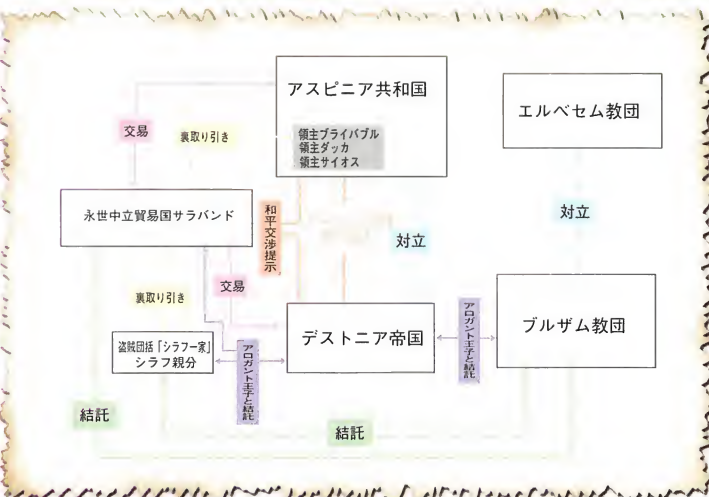 アスピニア共和国
領主ブライバブル
領主ダッカ
領主サイオス
エルベセム教団
交易
裏取り引き
永世中立貿易国サラバンド
和平交渉提示
対立
対立
裏取り引き
交易
デストニア帝国
アロガント王子と結託
ブルザム教団
盗賊団括「シラフ一家」
シラフ親分
アロガント王子と結託
結託
結託